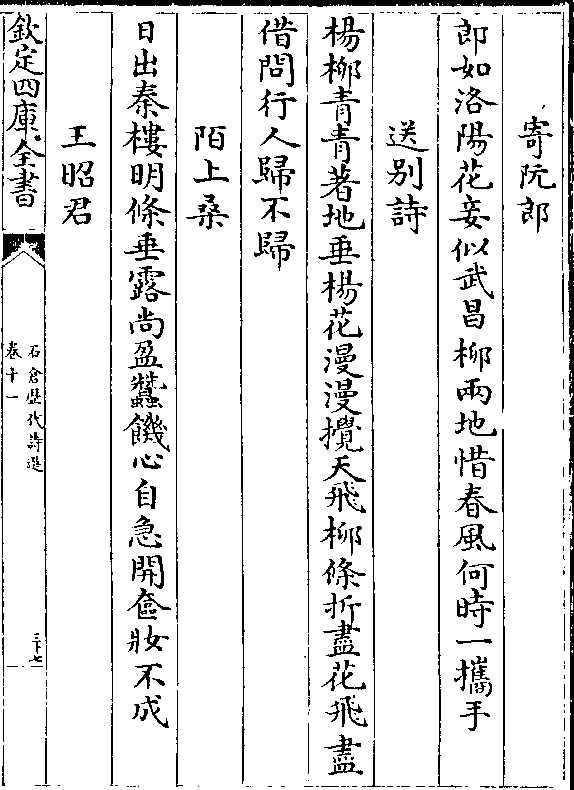 寄阮郎
郎如洛陽花妾似武昌柳兩地惜春風何時一攜手
送别詩
楊柳青青著地垂楊花漫漫攪天飛柳條折盡花飛盡
借問行人歸不歸
陌上桑
日出秦樓明條垂露尚盈蠶饑心自急開奩妝不成
王昭君
欽定四庫全書
石倉歷代詩選
卷十一
三十七